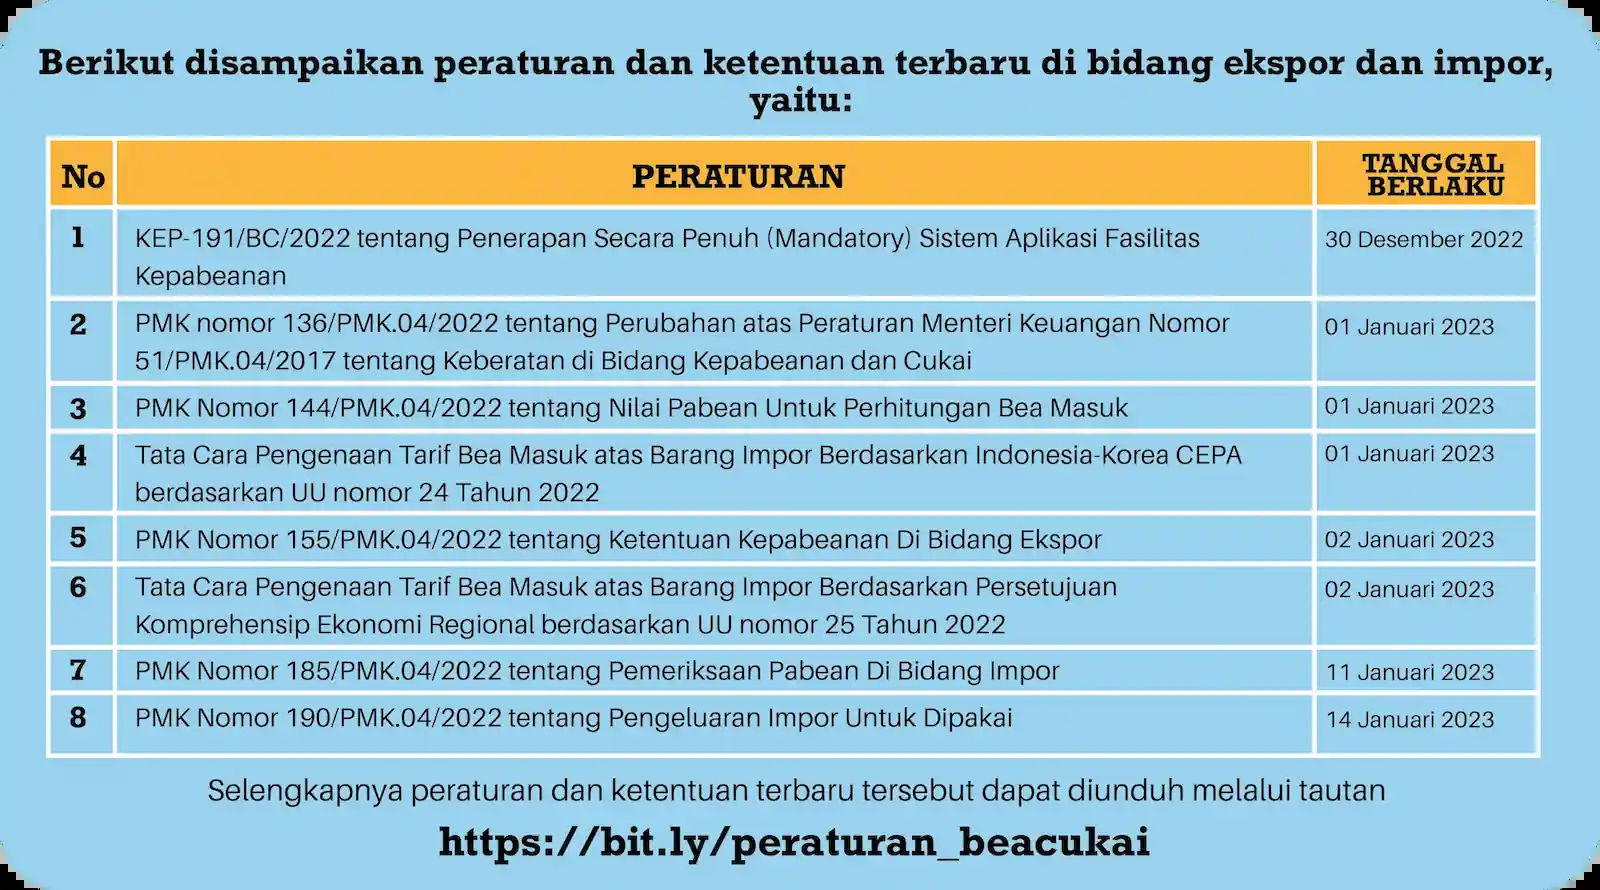 Berikut disampaikan peraturan dan ketentuan terbaru di bidang ekspor dan impor,
yaitu:
No
PERATURAN
TANGGAL
BERLAKU
1
KEP-191/BC/2022 tentang Penerapan Secara Penuh (Mandatory) Sistem Aplikasi Fasilitas
Kepabeanan
30 Desember 2022
2
PMK nomor 136/PMK.04/2022 tentang Perubahan atas Peraturan Menteri Keuangan Nomor
51/PMK.04/2017 tentang Keberatan di Bidang Kepabeanan dan Cukai
01 Januari 2023
3
PMK Nomor 144/PMK.04/2022 tentang Nilai Pabean Untuk Perhitungan Bea Masuk
01 Januari 2023
4
Tata Cara Pengenaan Tarif Bea Masuk atas Barang Impor Berdasarkan Indonesia-Korea CEPA
berdasarkan UU nomor 24 Tahun 2022
01 Januari 2023
5
PMK Nomor 155/PMK.04/2022 tentang Ketentuan Kepabeanan Di Bidang Ekspor
02 Januari 2023
6
Tata Cara Pengenaan Tarif Bea Masuk atas Barang Impor Berdasarkan Persetujuan
Komprehensip Ekonomi Regional berdasarkan UU nomor 25 Tahun 2022
02 Januari 2023
7
PMK Nomor 185/PMK.04/2022 tentang Pemeriksaan Pabean Di Bidang Impor
11 Januari 2023
8
PMK Nomor 190/PMK.04/2022 tentang Pengeluaran Impor Untuk Dipakai
14 Januari 2023
Selengkapnya peraturan dan ketentuan terbaru tersebut dapat diunduh melalui tautan
https://bit.ly/peraturan_beacukai